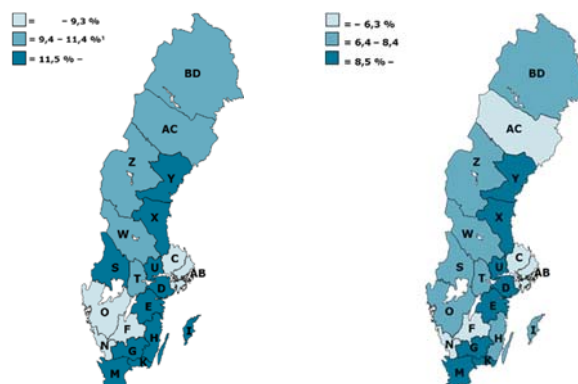 = – 9,3 %
= 9,4 – 11,4 %¹
= 11,5 % –
BD
AC
Z
Y
X
W
S
U
C
AB
T
D
O
E
F
N
G
H
I
K
M
= – 6,3 %
= 6,4 – 8,4
= 8,5 % –
BD
AC
Z
Y
X
W
S
U
C
AB
T
D
O
E
F
N
G
H
I
K
M